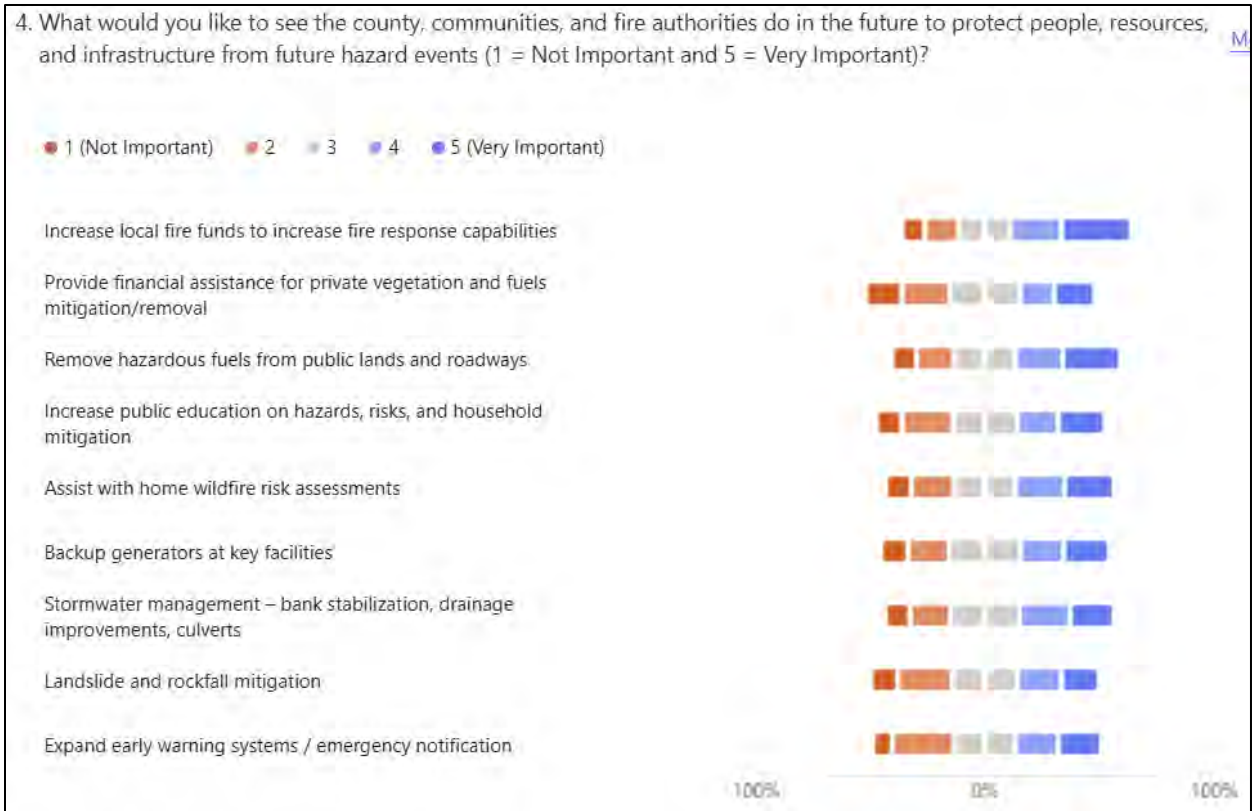 4. What would you like to see the county, communities, and fire authorities do in the future to protect people, resources,
and infrastructure from future hazard events (1 = Not Important and 5 = Very Important)?
1 (Not Important) 2 3 4 5 (Very Important)
Increase local fire funds to increase fire response capabilities
Provide financial assistance for private vegetation and fuels
mitigation/removal
Remove hazardous fuels from public lands and roadways
Increase public education on hazards, risks, and household
mitigation
Assist with home wildfire risk assessments
Backup generators at key facilities
Stormwater management – bank stabilization, drainage
improvements, culverts
Landslide and rockfall mitigation
Expand early warning systems / emergency notification
100% 0% 100%